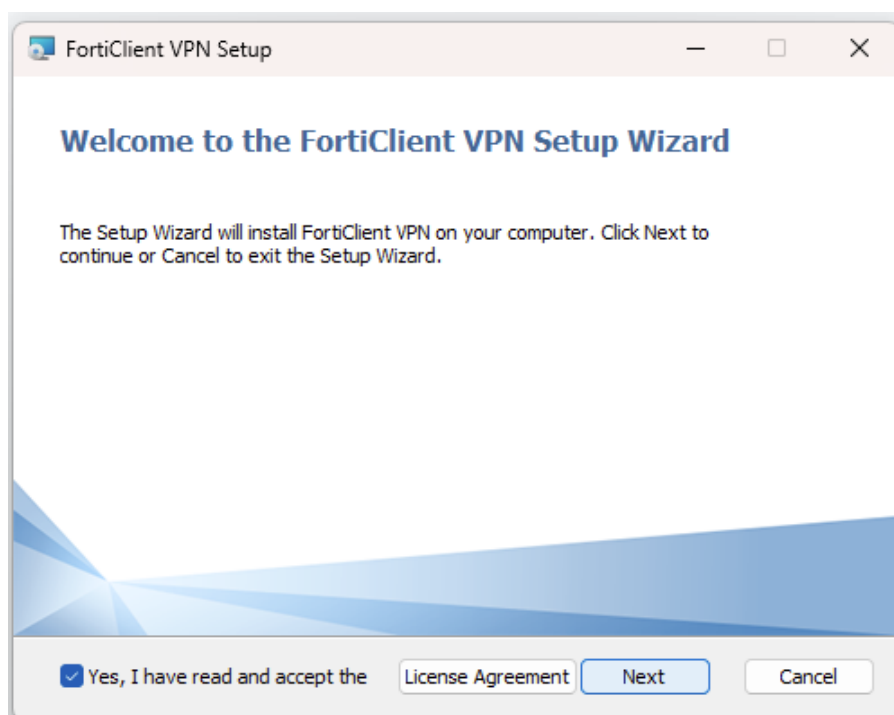 FortiClient VPN Setup
Welcome to the FortiClient VPN Setup Wizard
The Setup Wizard will install FortiClient VPN on your computer. Click Next to
continue or Cancel to exit the Setup Wizard.
Yes, I have read and accept the License Agreement Next Cancel